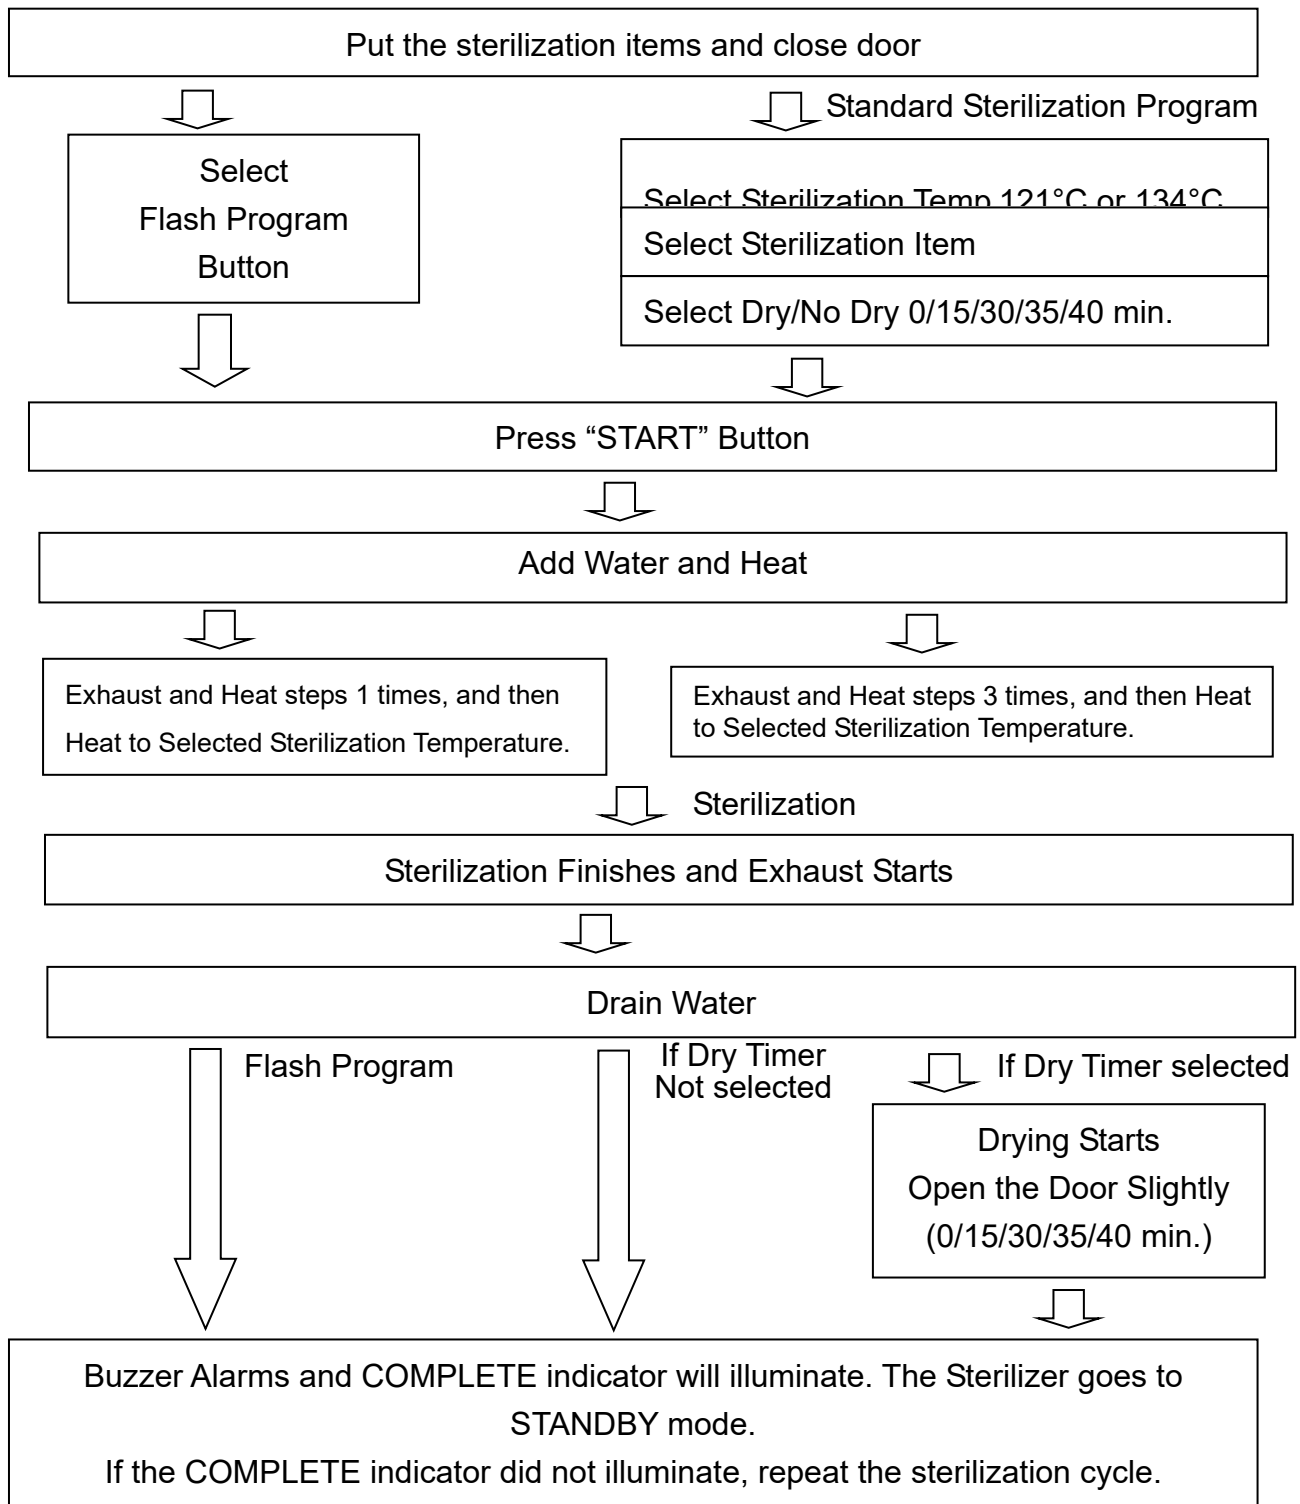 Put the sterilization items and close door
Standard Sterilization Program
Select
Flash Program
Button
Select Sterilization Temp 121°C or 134°C
Select Sterilization Item
Select Dry/No Dry 0/15/30/35/40 min.
Press “START” Button
Add Water and Heat
Exhaust and Heat steps 1 times, and then
Heat to Selected Sterilization Temperature.
Exhaust and Heat steps 3 times, and then Heat
to Selected Sterilization Temperature.
Sterilization
Sterilization Finishes and Exhaust Starts
Drain Water
Flash Program
If Dry Timer
Not selected
If Dry Timer selected
Drying Starts
Open the Door Slightly
(0/15/30/35/40 min.)
Buzzer Alarms and COMPLETE indicator will illuminate. The Sterilizer goes to
STANDBY mode.
If the COMPLETE indicator did not illuminate, repeat the sterilization cycle.